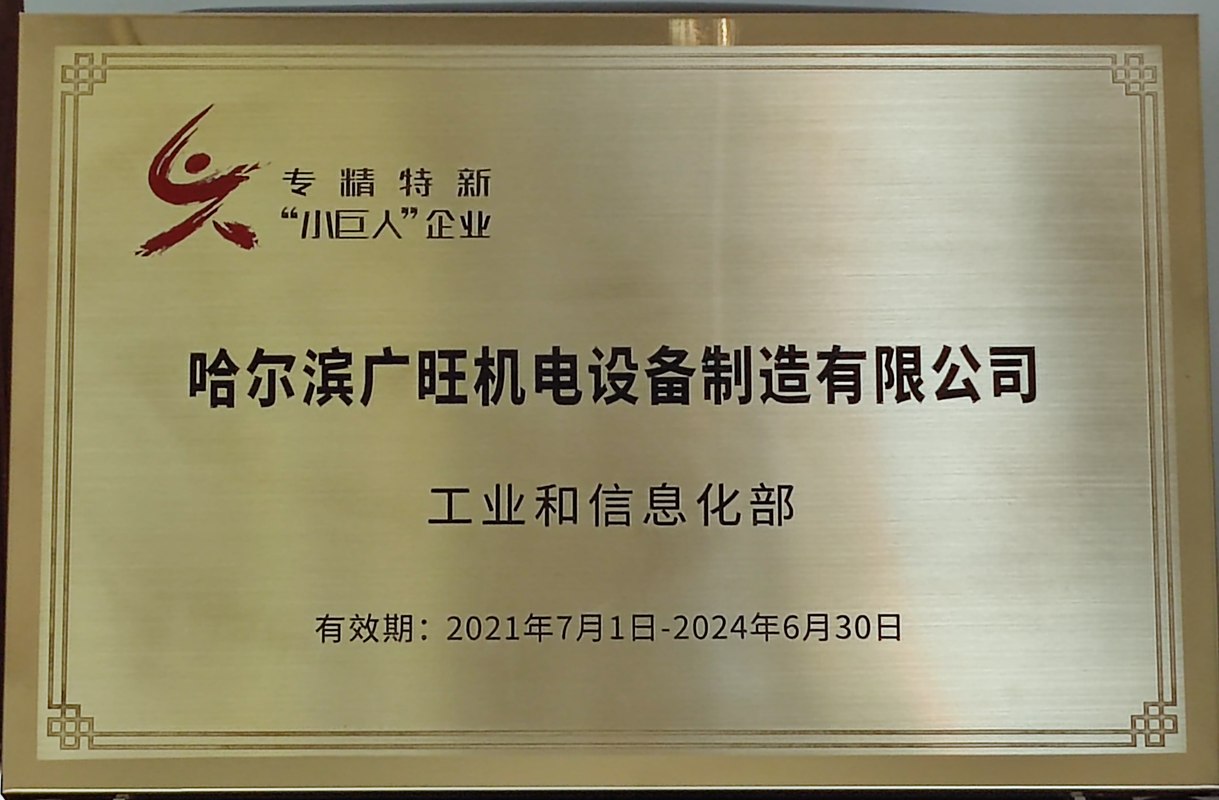 专精特新
“小巨人”企业
哈尔滨广旺机电设备制造有限公司
工业和信息化部
有效期：2021年7月1日-2024年6月30日